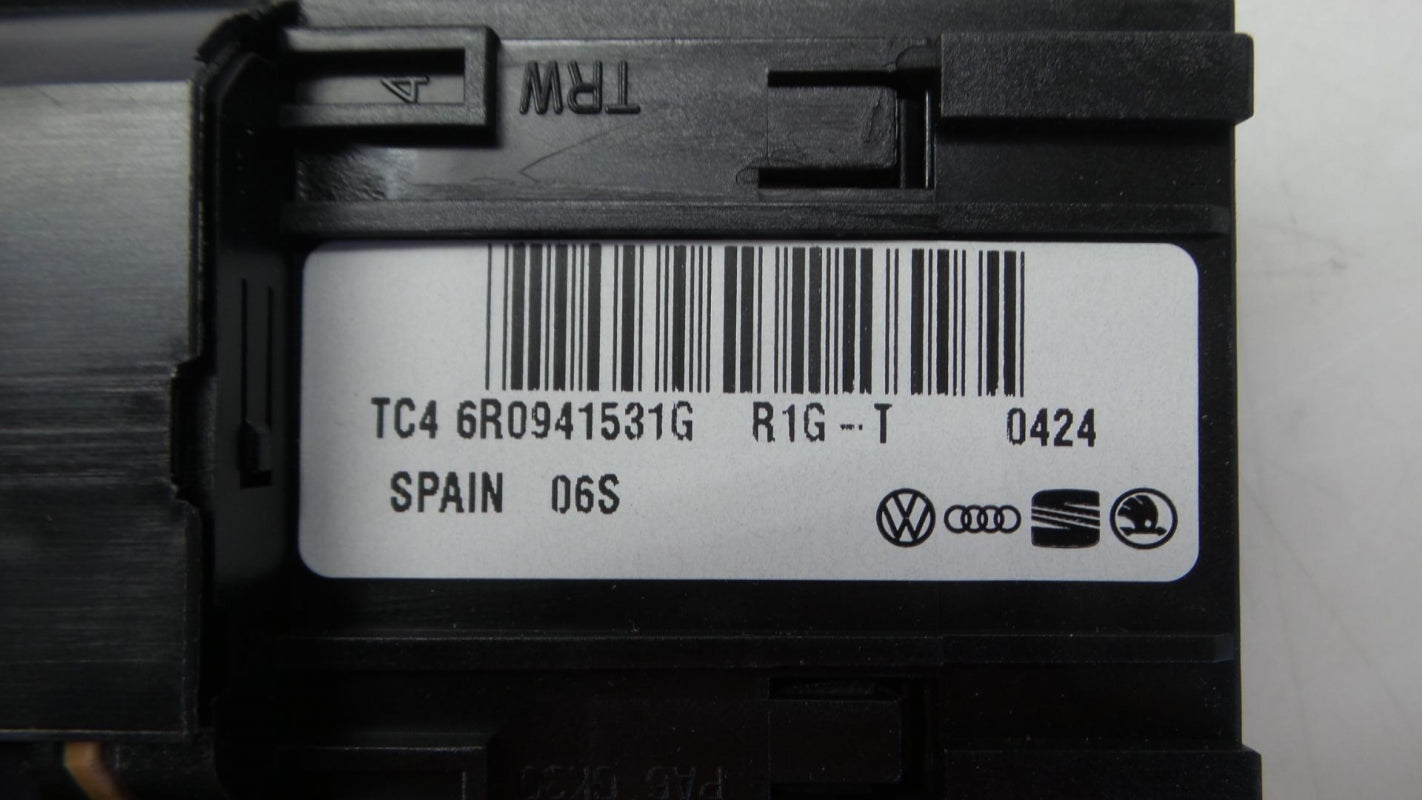 TRW
TC4 6R0941531G R1G--T 0424
SPAIN 06S